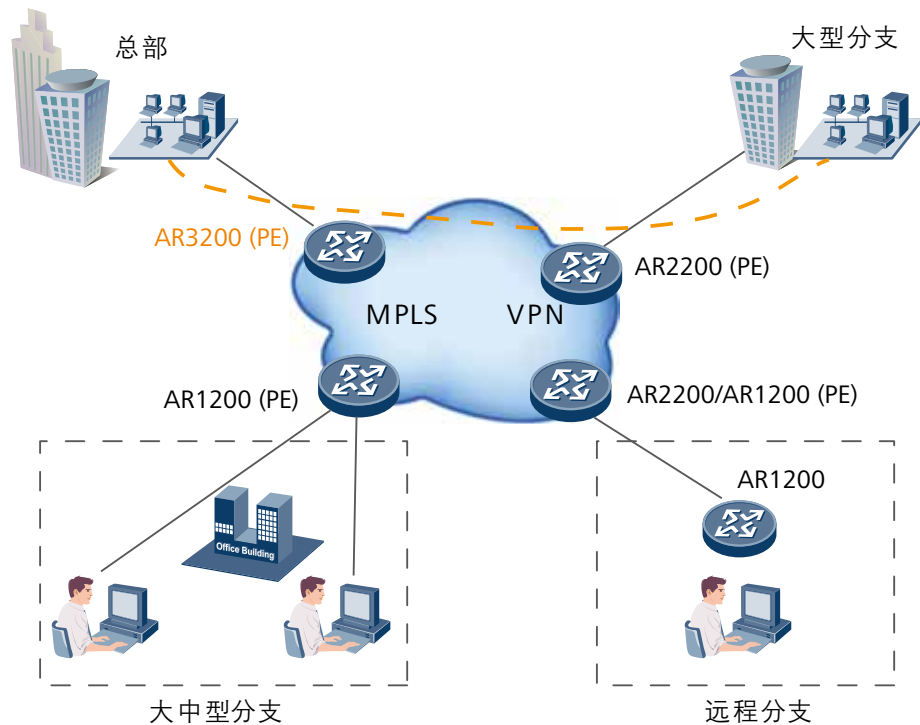 总部
大型分支
AR3200 (PE)
AR2200 (PE)
MPLS VPN
AR1200 (PE)
AR2200/AR1200 (PE)
AR1200
Office Building
大中型分支
远程分支